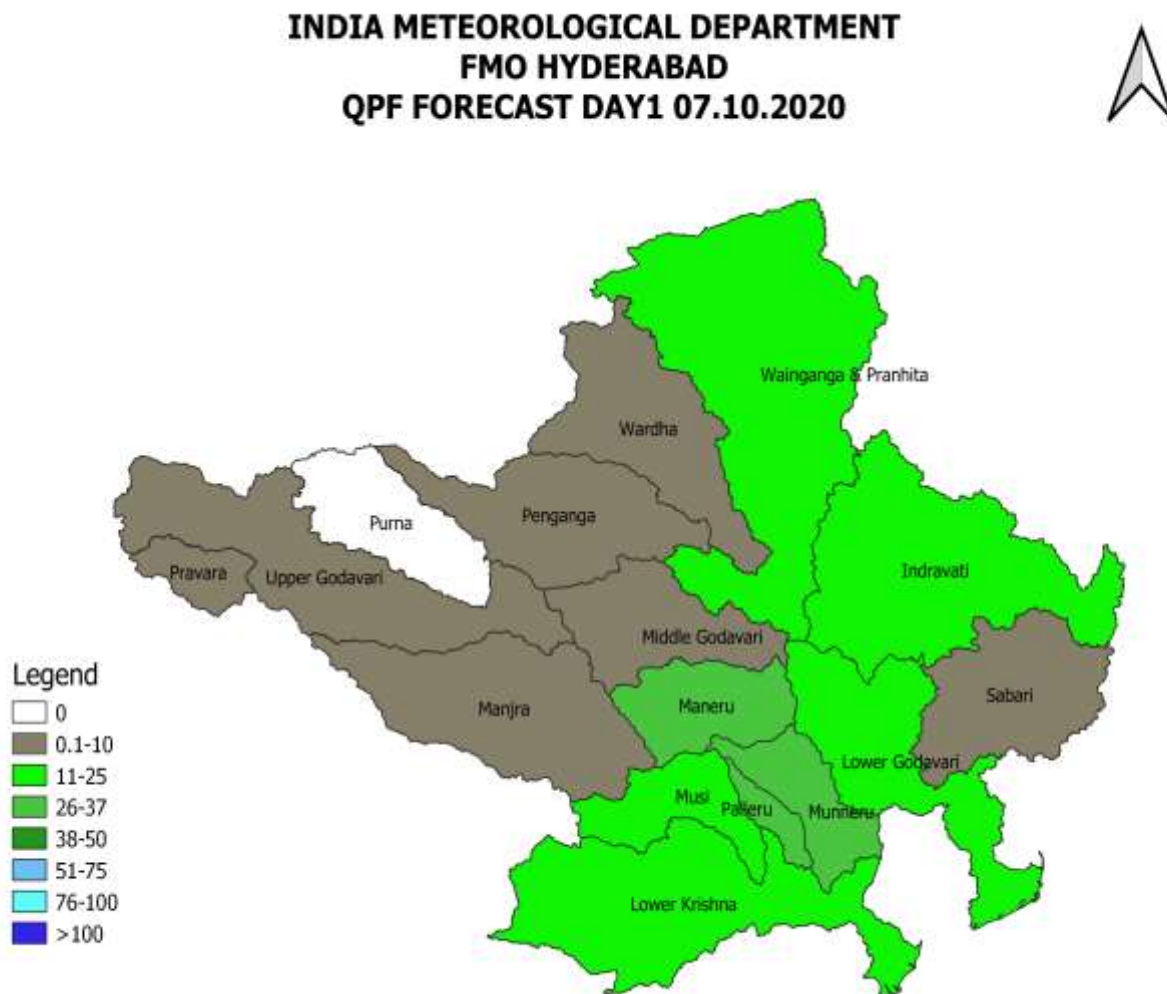 INDIA METEOROLOGICAL DEPARTMENT
FMO HYDERABAD
QPF FORECAST DAY1 07.10.2020
Wainganga & Pranhita
Wardha
Penganga
Purna
Indravati
Pravara
Upper Godavari
Middle Godavari
Sabari
Manjra
Maneru
Lower Godavari
Musi
Palleru
Munneru
Lower Krishna
Legend
0
0.1-10
11-25
26-37
38-50
51-75
76-100
>100